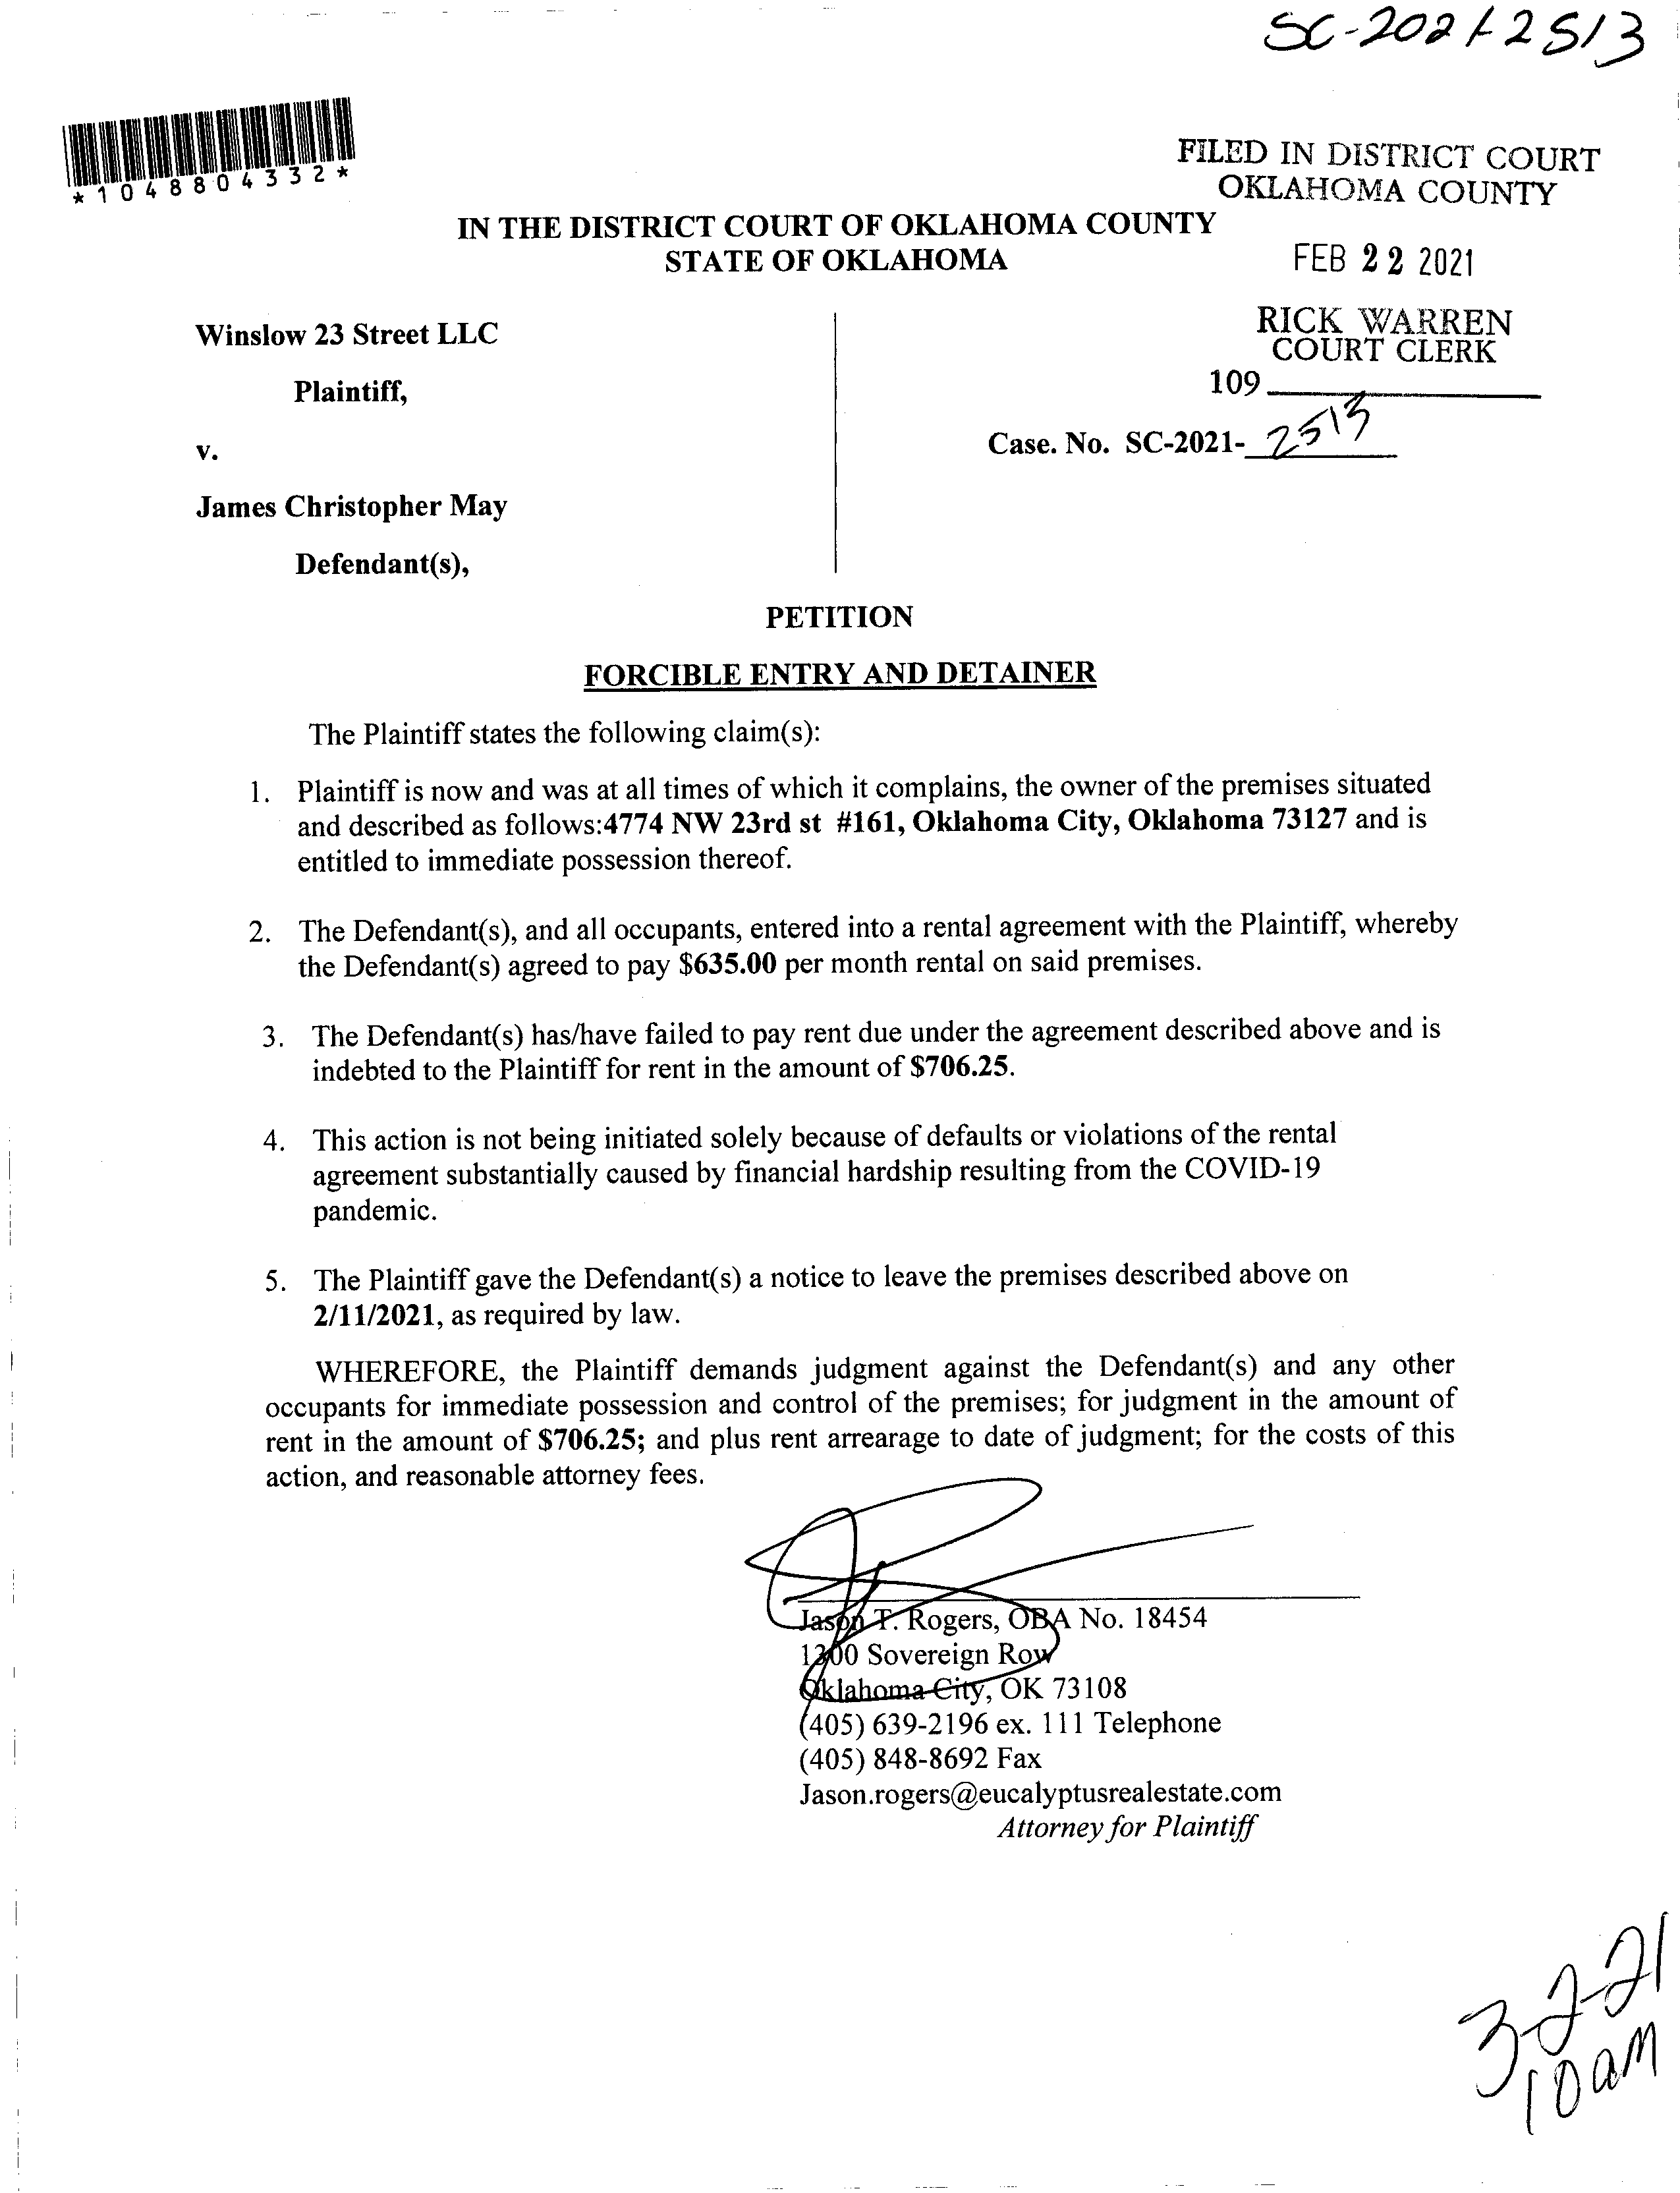 SC-2021-2513
*1048804332*
FILED IN DISTRICT COURT
OKLAHOMA COUNTY
IN THE DISTRICT COURT OF OKLAHOMA COUNTY
STATE OF OKLAHOMA
FEB 22 2021
RICK WARREN
COURT CLERK
109
Winslow 23 Street LLC
Plaintiff,
v.
Case. No. SC-2021- 2513
James Christopher May
Defendant(s),
PETITION
FORCIBLE ENTRY AND DETAINER
The Plaintiff states the following claim(s):
1. Plaintiff is now and was at all times of which it complains, the owner of the premises situated
and described as follows:4774 NW 23rd st #161, Oklahoma City, Oklahoma 73127 and is
entitled to immediate possession thereof.
2. The Defendant(s), and all occupants, entered into a rental agreement with the Plaintiff, whereby
the Defendant(s) agreed to pay $635.00 per month rental on said premises.
3. The Defendant(s) has/have failed to pay rent due under the agreement described above and is
indebted to the Plaintiff for rent in the amount of $706.25.
4. This action is not being initiated solely because of defaults or violations of the rental
agreement substantially caused by financial hardship resulting from the COVID-19
pandemic.
5. The Plaintiff gave the Defendant(s) a notice to leave the premises described above on
2/11/2021, as required by law.
WHEREFORE, the Plaintiff demands judgment against the Defendant(s) and any other
occupants for immediate possession and control of the premises; for judgment in the amount of
rent in the amount of $706.25; and plus rent arrearage to date of judgment; for the costs of this
action, and reasonable attorney fees.
Jason T. Rogers, OBA No. 18454
1300 Sovereign Row
Oklahoma City, OK 73108
(405) 639-2196 ex. 111 Telephone
(405) 848-8692 Fax
Jason.rogers@eucalyptusrealestate.com
Attorney for Plaintiff
3-2-21
10am